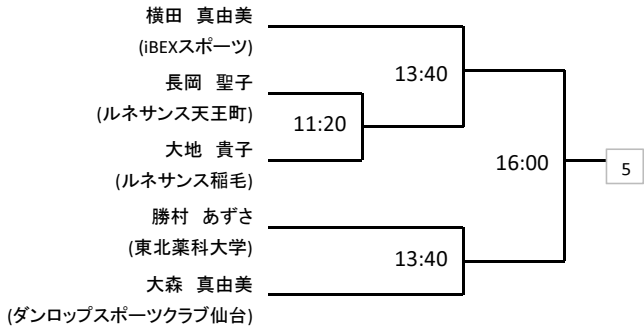 横田　真由美
(iBEXスポーツ)
13:40
長岡　聖子
(ルネサンス天王町)
11:20
大地　貴子
(ルネサンス稲毛)
16:00
5
勝村　あずさ
(東北薬科大学)
13:40
大森　真由美
(ダンロップスポーツクラブ仙台)